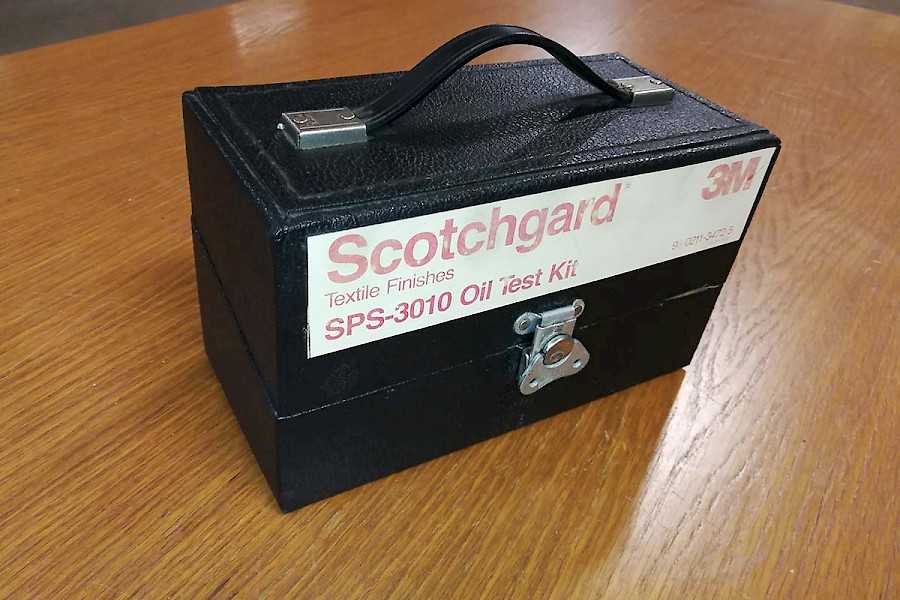 Scotchgard®
3M
Textile Finishes
SPS-3010 Oil Test Kit